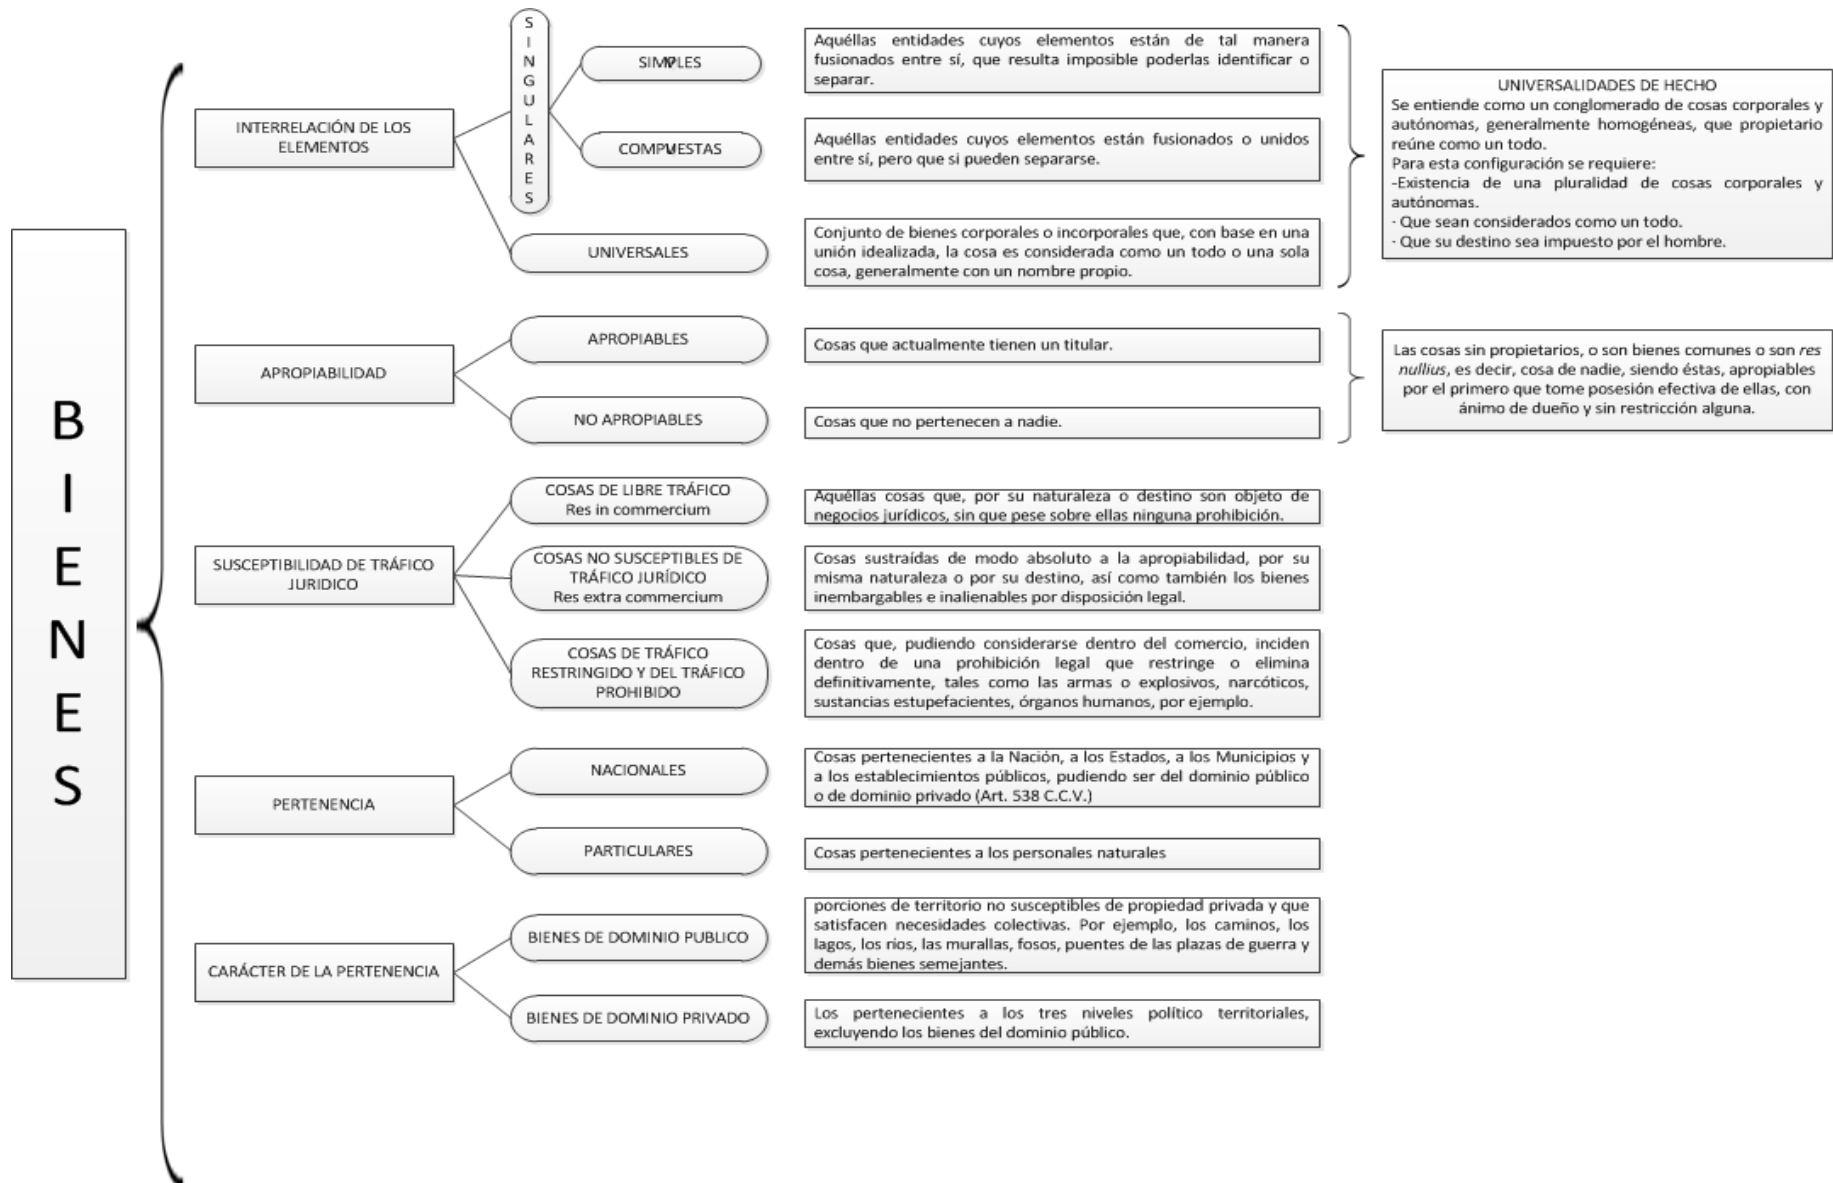 BIENES
INTERRELACIÓN DE LOS
ELEMENTOS
SINGULARES
SIMPLES
Aquéllas entidades cuyos elementos están de tal manera
fusionados entre sí, que resulta imposible poderlas identificar o
separar.
COMPUESTAS
Aquéllas entidades cuyos elementos están fusionados o unidos
entre sí, pero que si pueden separarse.
UNIVERSALES
Conjunto de bienes corporales o incorporales que, con base en una
unión idealizada, la cosa es considerada como un todo o una sola
cosa, generalmente con un nombre propio.
UNIVERSALIDADES DE HECHO
Se entiende como un conglomerado de cosas corporales y
autónomas, generalmente homogéneas, que propietario
reúne como un todo.
Para esta configuración se requiere:
-Existencia de una pluralidad de cosas corporales y
autónomas.
- Que sean considerados como un todo.
- Que su destino sea impuesto por el hombre.
APROPIABILIDAD
APROPIABLES
Cosas que actualmente tienen un titular.
NO APROPIABLES
Cosas que no pertenecen a nadie.
Las cosas sin propietarios, o son bienes comunes o son res
nullius, es decir, cosa de nadie, siendo éstas, apropiables
por el primero que tome posesión efectiva de ellas, con
ánimo de dueño y sin restricción alguna.
SUSCEPTIBILIDAD DE TRÁFICO
JURIDICO
COSAS DE LIBRE TRÁFICO
Res in commercium
Aquéllas cosas que, por su naturaleza o destino son objeto de
negocios jurídicos, sin que pese sobre ellas ninguna prohibición.
COSAS NO SUSCEPTIBLES DE
TRÁFICO JURÍDICO
Res extra commercium
Cosas sustraídas de modo absoluto a la apropiabilidad, por su
misma naturaleza o por su destino, así como también los bienes
inembargables e inalienables por disposición legal.
COSAS DE TRÁFICO
RESTRINGIDO Y DEL TRÁFICO
PROHIBIDO
Cosas que, pudiendo considerarse dentro del comercio, inciden
dentro de una prohibición legal que restringe o elimina
definitivamente, tales como las armas o explosivos, narcóticos,
sustancias estupefacientes, órganos humanos, por ejemplo.
PERTENENCIA
NACIONALES
Cosas pertenecientes a la Nación, a los Estados, a los Municipios y
a los establecimientos públicos, pudiendo ser del dominio público
o de dominio privado (Art. 538 C.C.V.)
PARTICULARES
Cosas pertenecientes a los personales naturales
CARÁCTER DE LA PERTENENCIA
BIENES DE DOMINIO PUBLICO
porciones de territorio no susceptibles de propiedad privada y que
satisfacen necesidades colectivas. Por ejemplo, los caminos, los
lagos, los ríos, las murallas, fosos, puentes de las plazas de guerra y
demás bienes semejantes.
BIENES DE DOMINIO PRIVADO
Los pertenecientes a los tres niveles político territoriales,
excluyendo los bienes del dominio público.